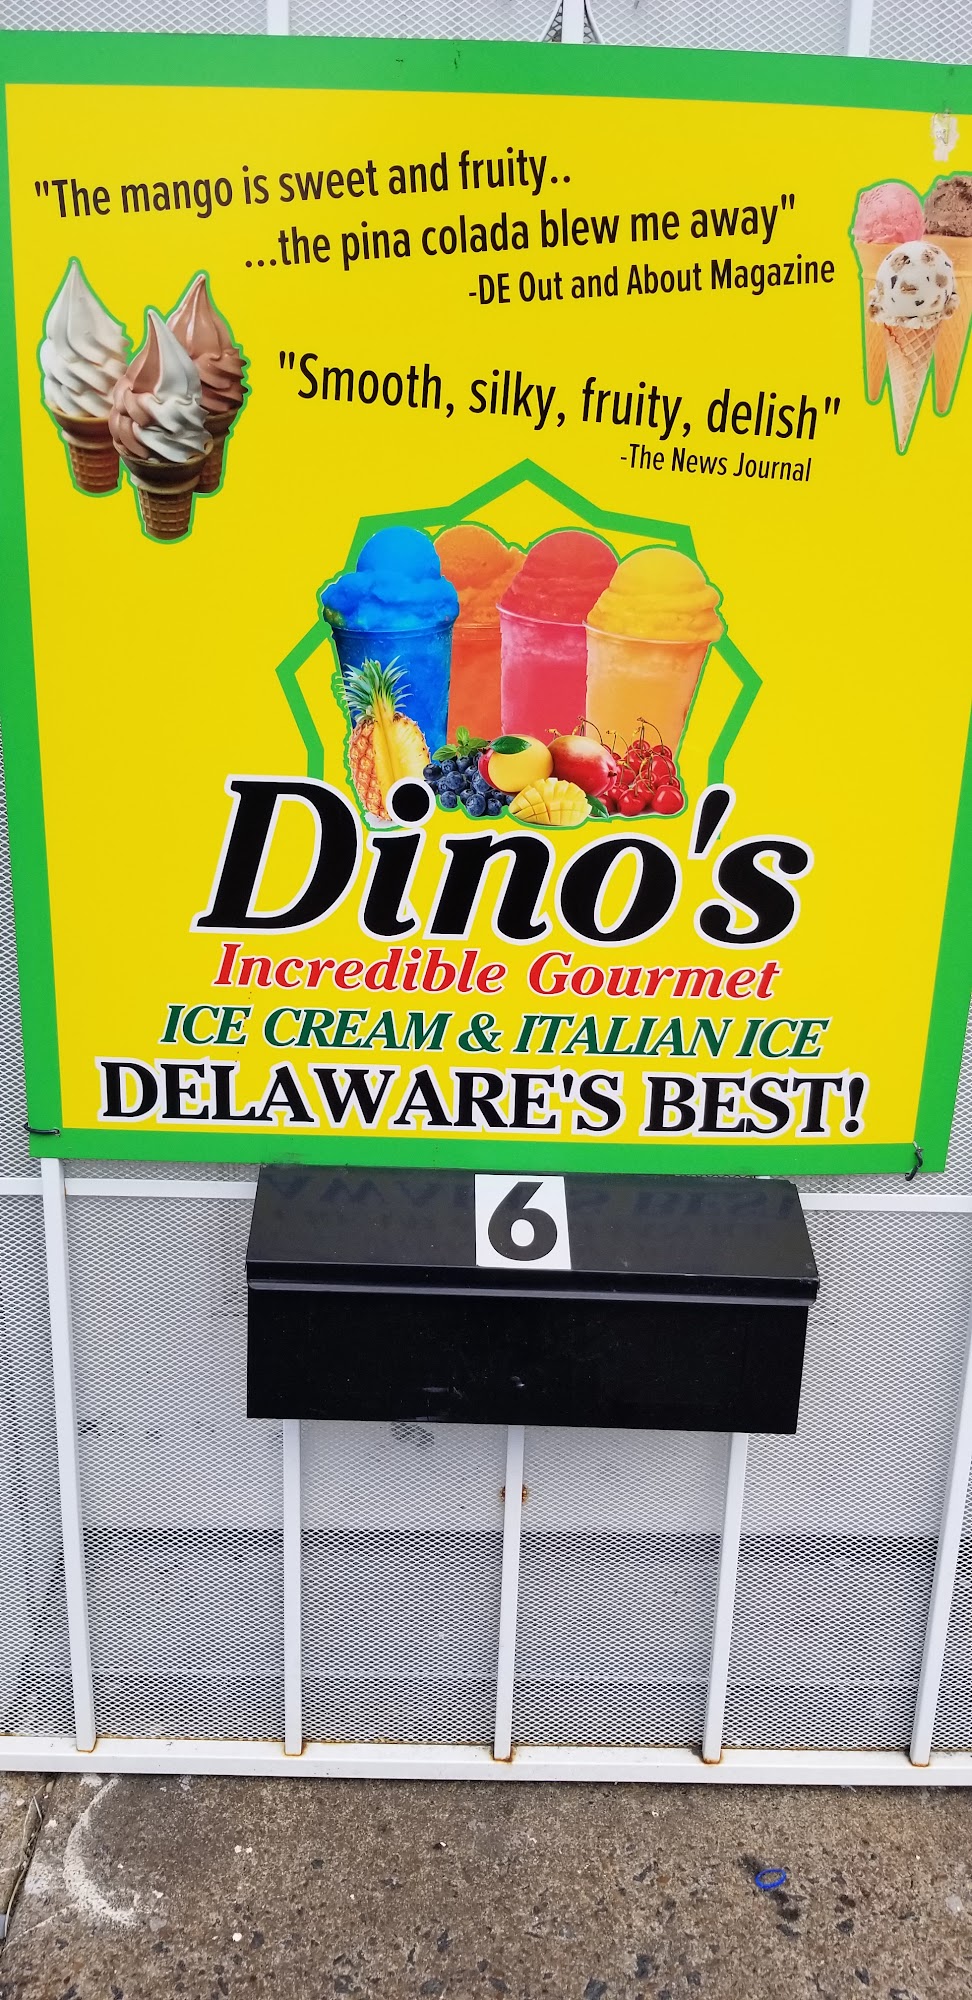 "The mango is sweet and fruity..
...the pina colada blew me away"
-DE Out and About Magazine
"Smooth, silky, fruity, delish"
-The News Journal
Dino's
Incredible Gourmet
ICE CREAM & ITALIAN ICE
DELAWARE'S BEST!
6